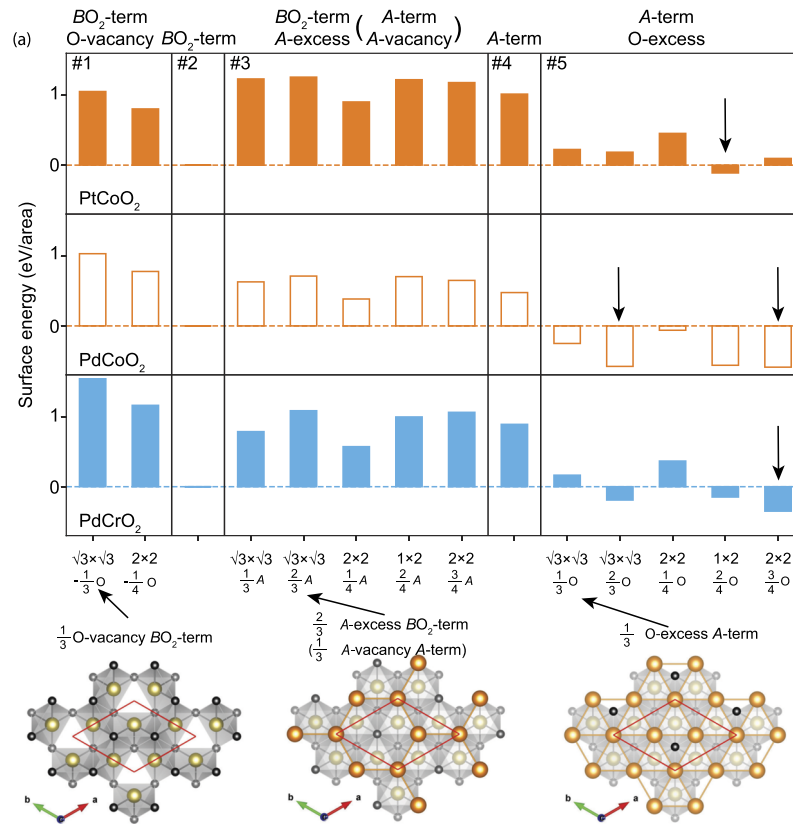 (a)
BO₂-term
O-vacancy
BO₂-term
BO₂-term
A-excess
( A-term
A-vacancy )
A-term
A-term
O-excess
#1
#2
#3
#4
#5
Surface energy (eV/area)
1
0
PtCoO₂
1
0
PdCoO₂
1
0
PdCrO₂
√3×√3 2×2 √3×√3 √3×√3 2×2 1×2 2×2 √3×√3 √3×√3 2×2 1×2 2×2
-1/3 O -1/4 O 1/3 A 2/3 A 1/4 A 2/4 A 3/4 A 1/3 O 2/3 O 1/4 O 2/4 O 3/4 O
1/3 O-vacancy BO₂-term
2/3 A-excess BO₂-term
(1/3 A-vacancy A-term)
1/3 O-excess A-term
b a
b a
b a